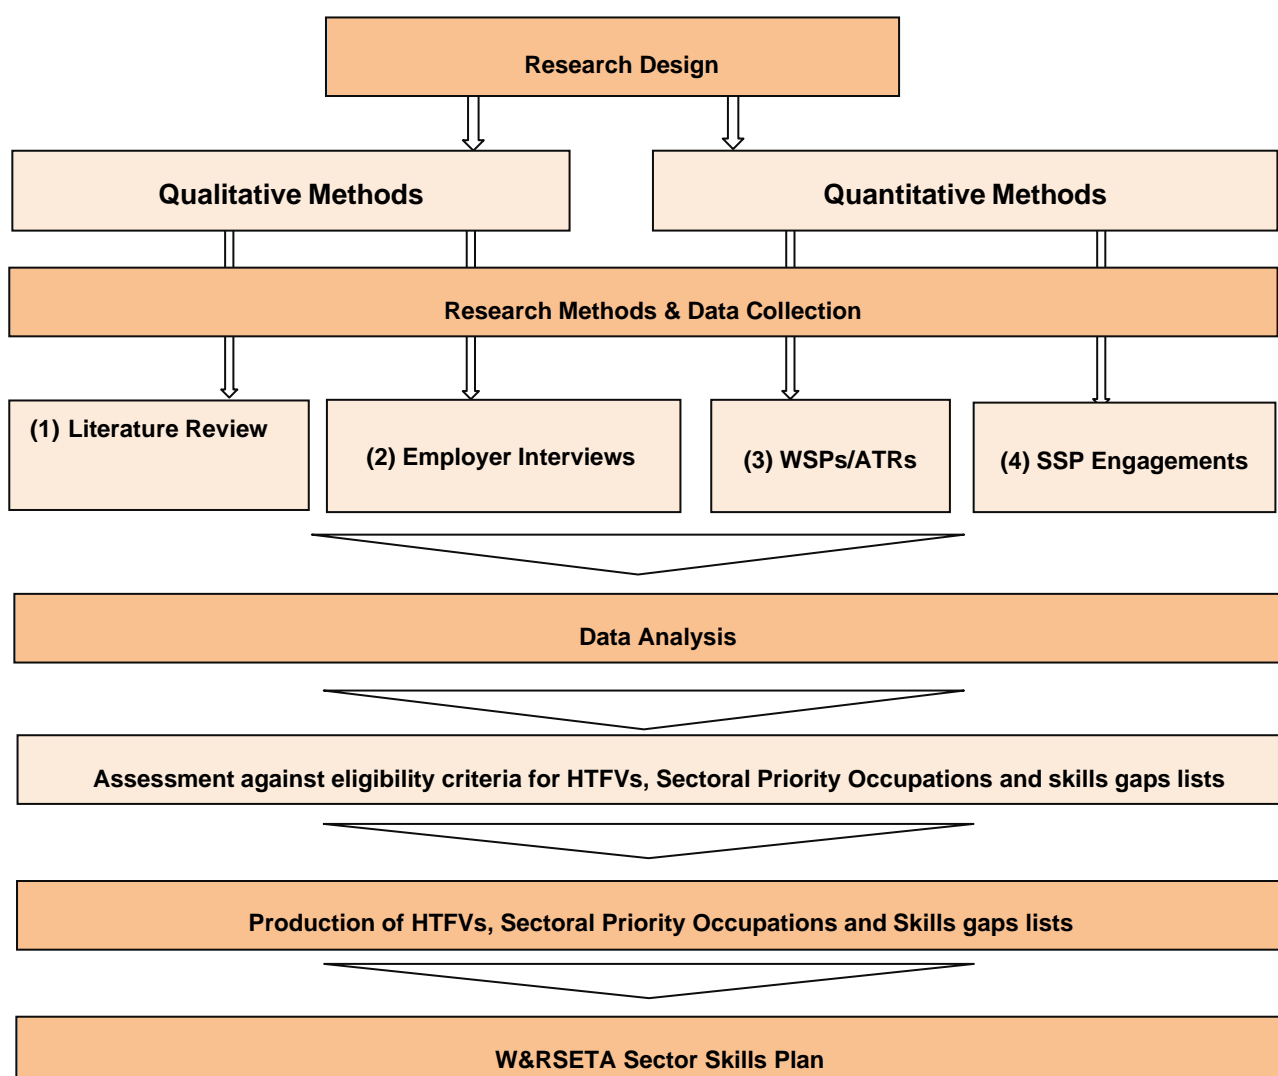 Research Design
Qualitative Methods
Quantitative Methods
Research Methods & Data Collection
(1) Literature Review
(2) Employer Interviews
(3) WSPs/ATRs
(4) SSP Engagements
Data Analysis
Assessment against eligibility criteria for HTFVs, Sectoral Priority Occupations and skills gaps lists
Production of HTFVs, Sectoral Priority Occupations and Skills gaps lists
W&RSETA Sector Skills Plan